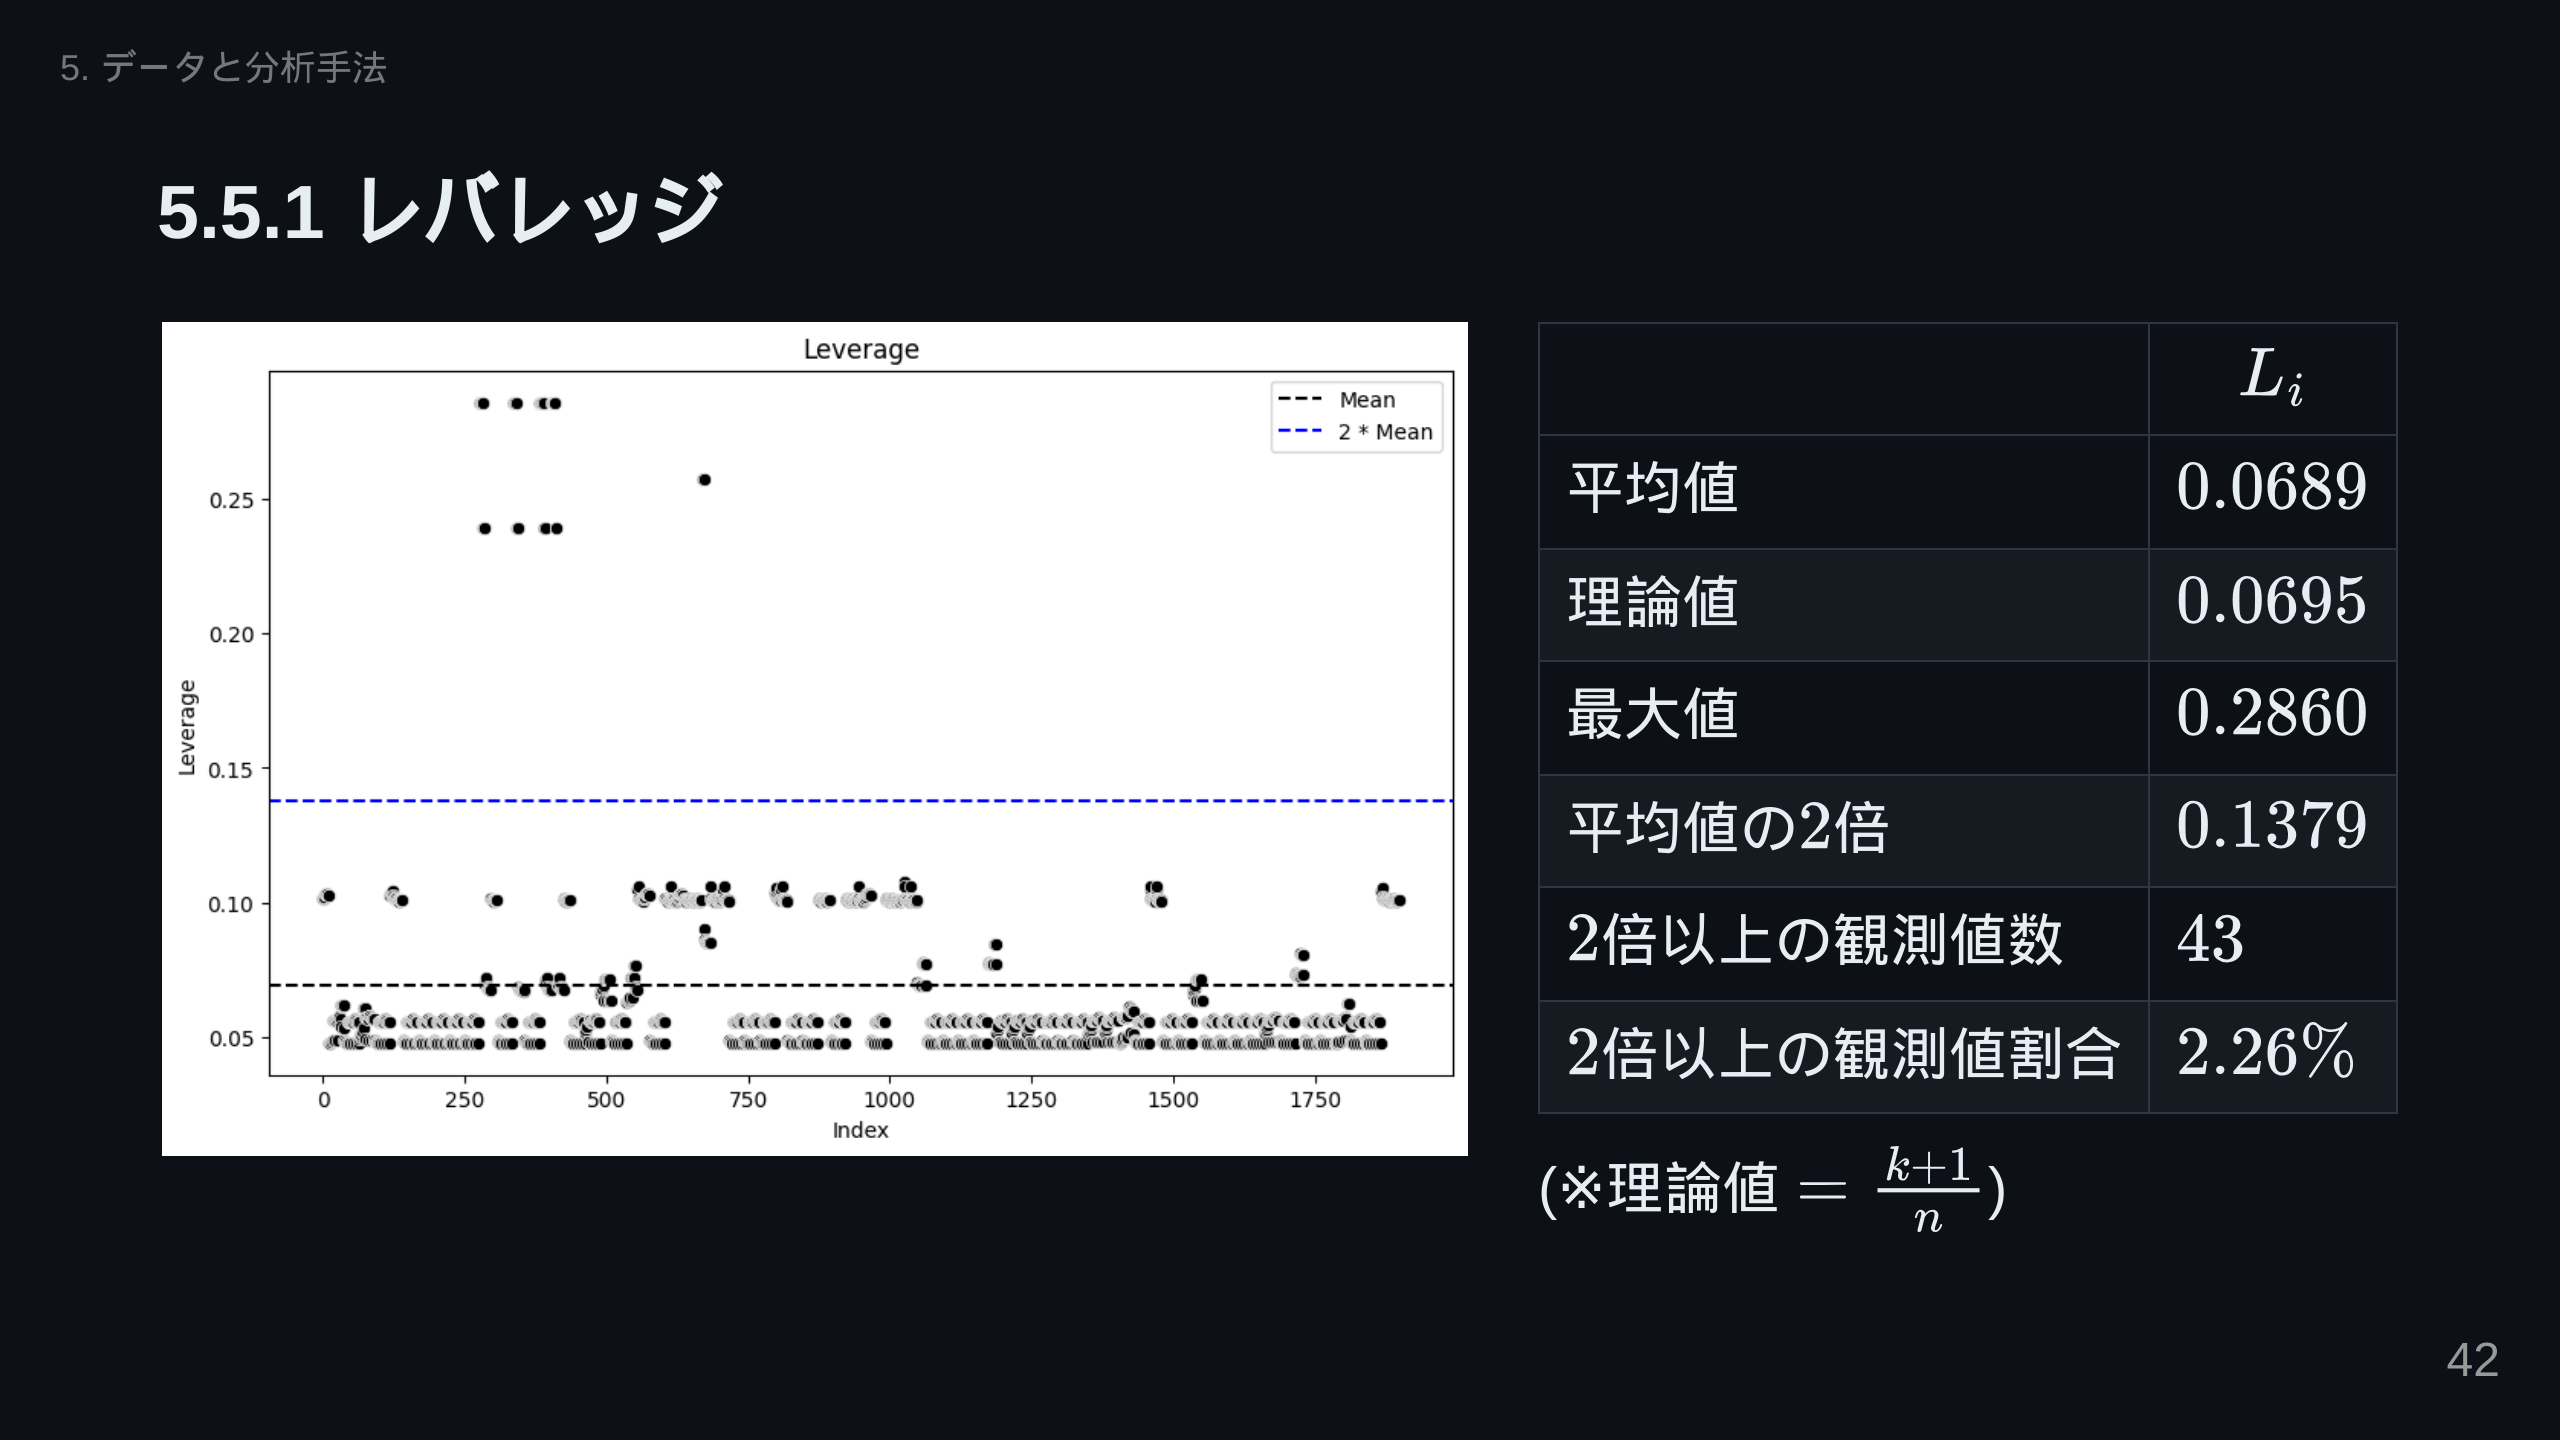 5. データと分析手法
5.5.1 レバレッジ
Leverage
Mean
2 * Mean
Leverage
0.25
0.20
0.15
0.10
0.05
0 250 500 750 1000 1250 1500 1750
Index
L_i
平均値 0.0689
理論値 0.0695
最大値 0.2860
平均値の2倍 0.1379
2倍以上の観測値数 43
2倍以上の観測値割合 2.26%
(※理論値 = \frac{k+1}{n})
42